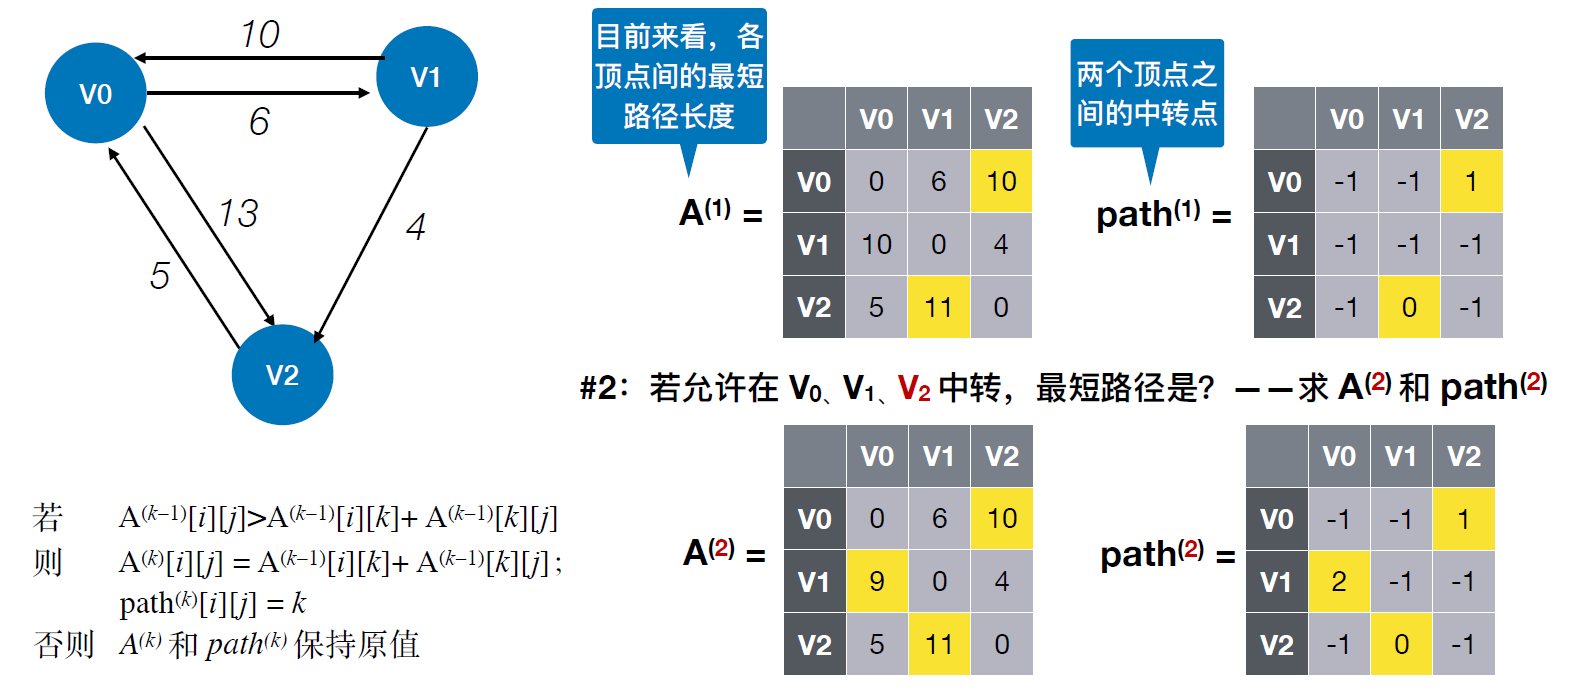 10
V0
V1
6
13
4
5
V2
目前来看，各
顶点间的最短
路径长度
两个顶点之
间的中转点
A(1) =
V0 V1 V2
V0 0 6 10
V1 10 0 4
V2 5 11 0
path(1) =
V0 V1 V2
V0 -1 -1 1
V1 -1 -1 -1
V2 -1 0 -1
#2：若允许在 V0、V1、V2 中转，最短路径是？——求 A(2) 和 path(2)
若 A(k−1)[i][j]>A(k−1)[i][k]+ A(k−1)[k][j]
则 A(k)[i][j] = A(k−1)[i][k]+ A(k−1)[k][j] ;
path(k)[i][j] = k
否则 A(k) 和 path(k) 保持原值
A(2) =
V0 V1 V2
V0 0 6 10
V1 9 0 4
V2 5 11 0
path(2) =
V0 V1 V2
V0 -1 -1 1
V1 2 -1 -1
V2 -1 0 -1